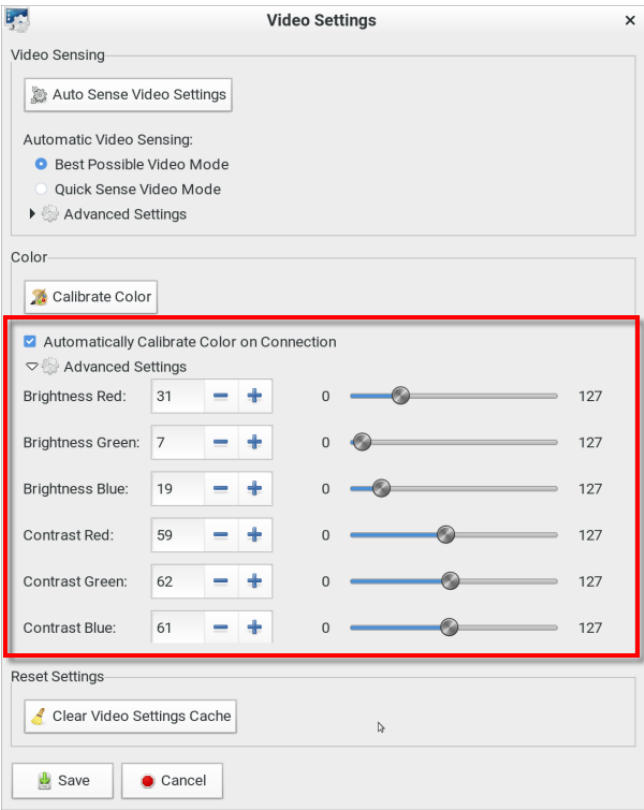 Video Settings ×
Video Sensing
Auto Sense Video Settings
Automatic Video Sensing:
Best Possible Video Mode
Quick Sense Video Mode
Advanced Settings
Color
Calibrate Color
Automatically Calibrate Color on Connection
Advanced Settings
Brightness Red: 31 0 127
Brightness Green: 7 0 127
Brightness Blue: 19 0 127
Contrast Red: 59 0 127
Contrast Green: 62 0 127
Contrast Blue: 61 0 127
Reset Settings
Clear Video Settings Cache
Save Cancel